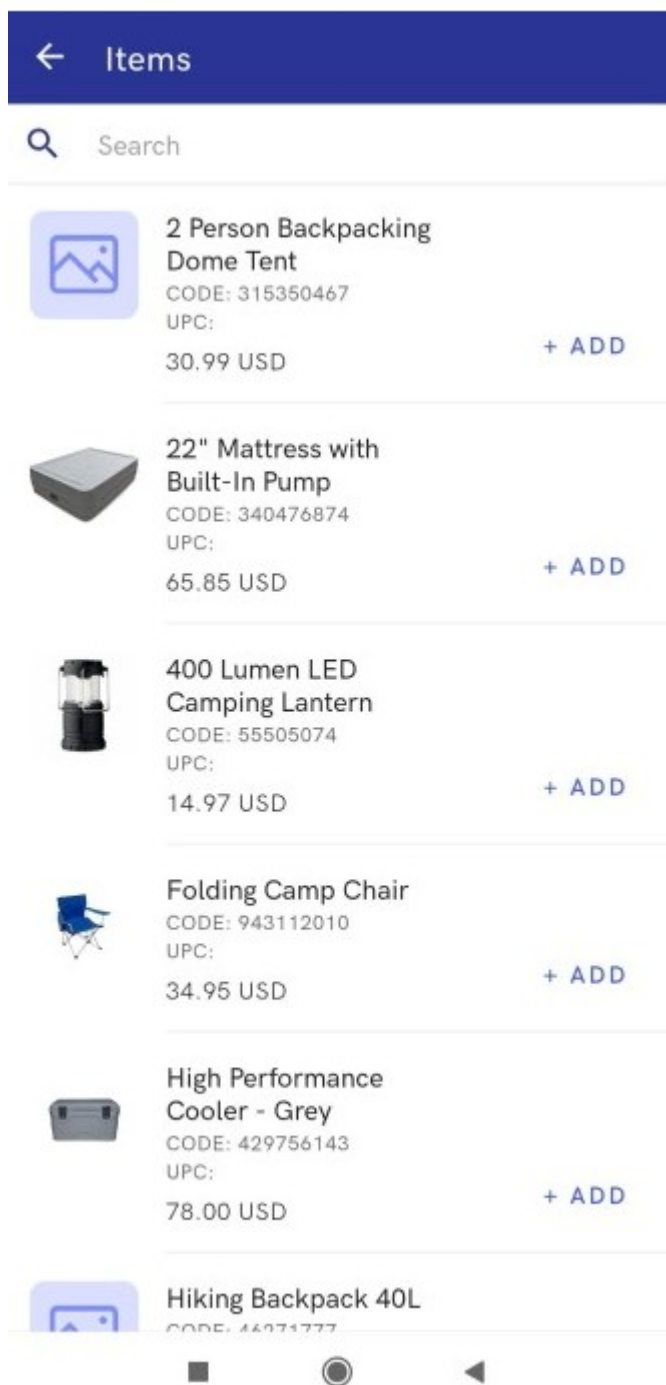 Items
Search
2 Person Backpacking
Dome Tent
CODE: 315350467
UPC:
30.99 USD
+ ADD
22" Mattress with
Built-In Pump
CODE: 340476874
UPC:
65.85 USD
+ ADD
400 Lumen LED
Camping Lantern
CODE: 55505074
UPC:
14.97 USD
+ ADD
Folding Camp Chair
CODE: 943112010
UPC:
34.95 USD
+ ADD
High Performance
Cooler - Grey
CODE: 429756143
UPC:
78.00 USD
+ ADD
Hiking Backpack 40L
CODE: 46271777